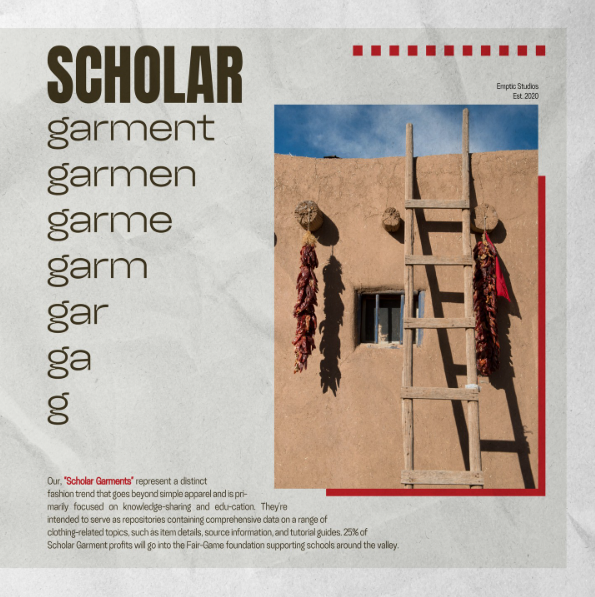 SCHOLAR
garment
garmen
garme
garm
gar
ga
g
Emptic Studios
Est. 2020
Our, "Scholar Garments" represent a distinct
fashion trend that goes beyond simple apparel and is pri-
marily focused on knowledge-sharing and edu-cation. They're
intended to serve as repositories containing comprehensive data on a range of
clothing-related topics, such as item details, source information, and tutorial guides. 25% of
Scholar Garment profits will go into the Fair-Game foundation supporting schools around the valley.